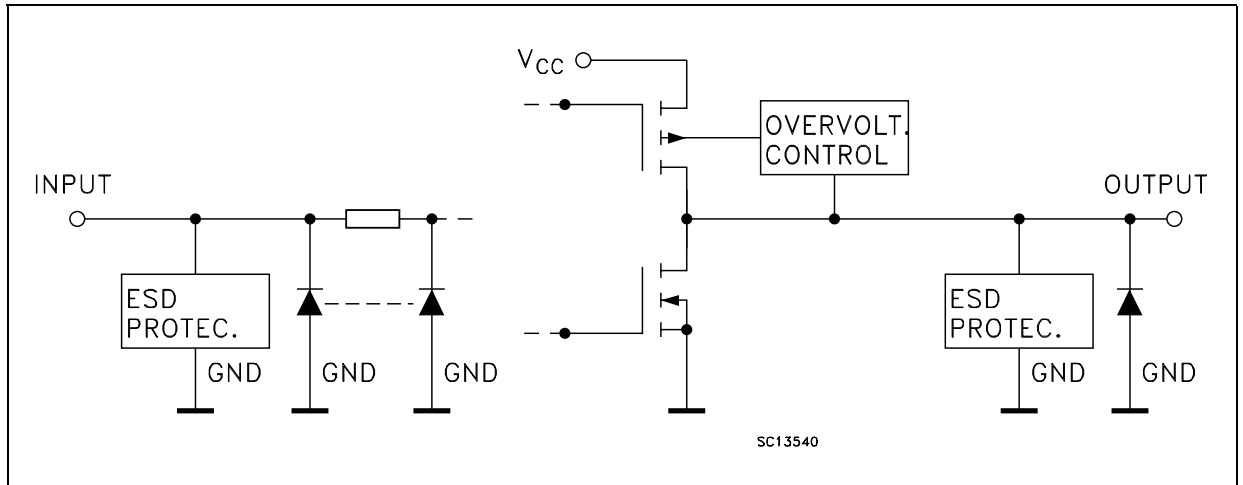 VCC
OVERVOLT.
CONTROL
INPUT
OUTPUT
ESD
PROTEC.
GND
GND
GND
ESD
PROTEC.
GND
GND
SC13540